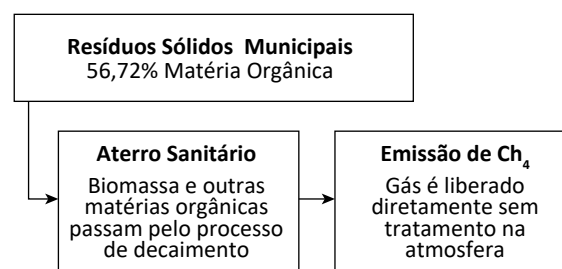 Resíduos Sólidos Municipais
56,72% Matéria Orgânica
Aterro Sanitário
Biomassa e outras
matérias orgânicas
passam pelo processo
de decaimento
Emissão de Ch₄
Gás é liberado
diretamente sem
tratamento na
atmosfera